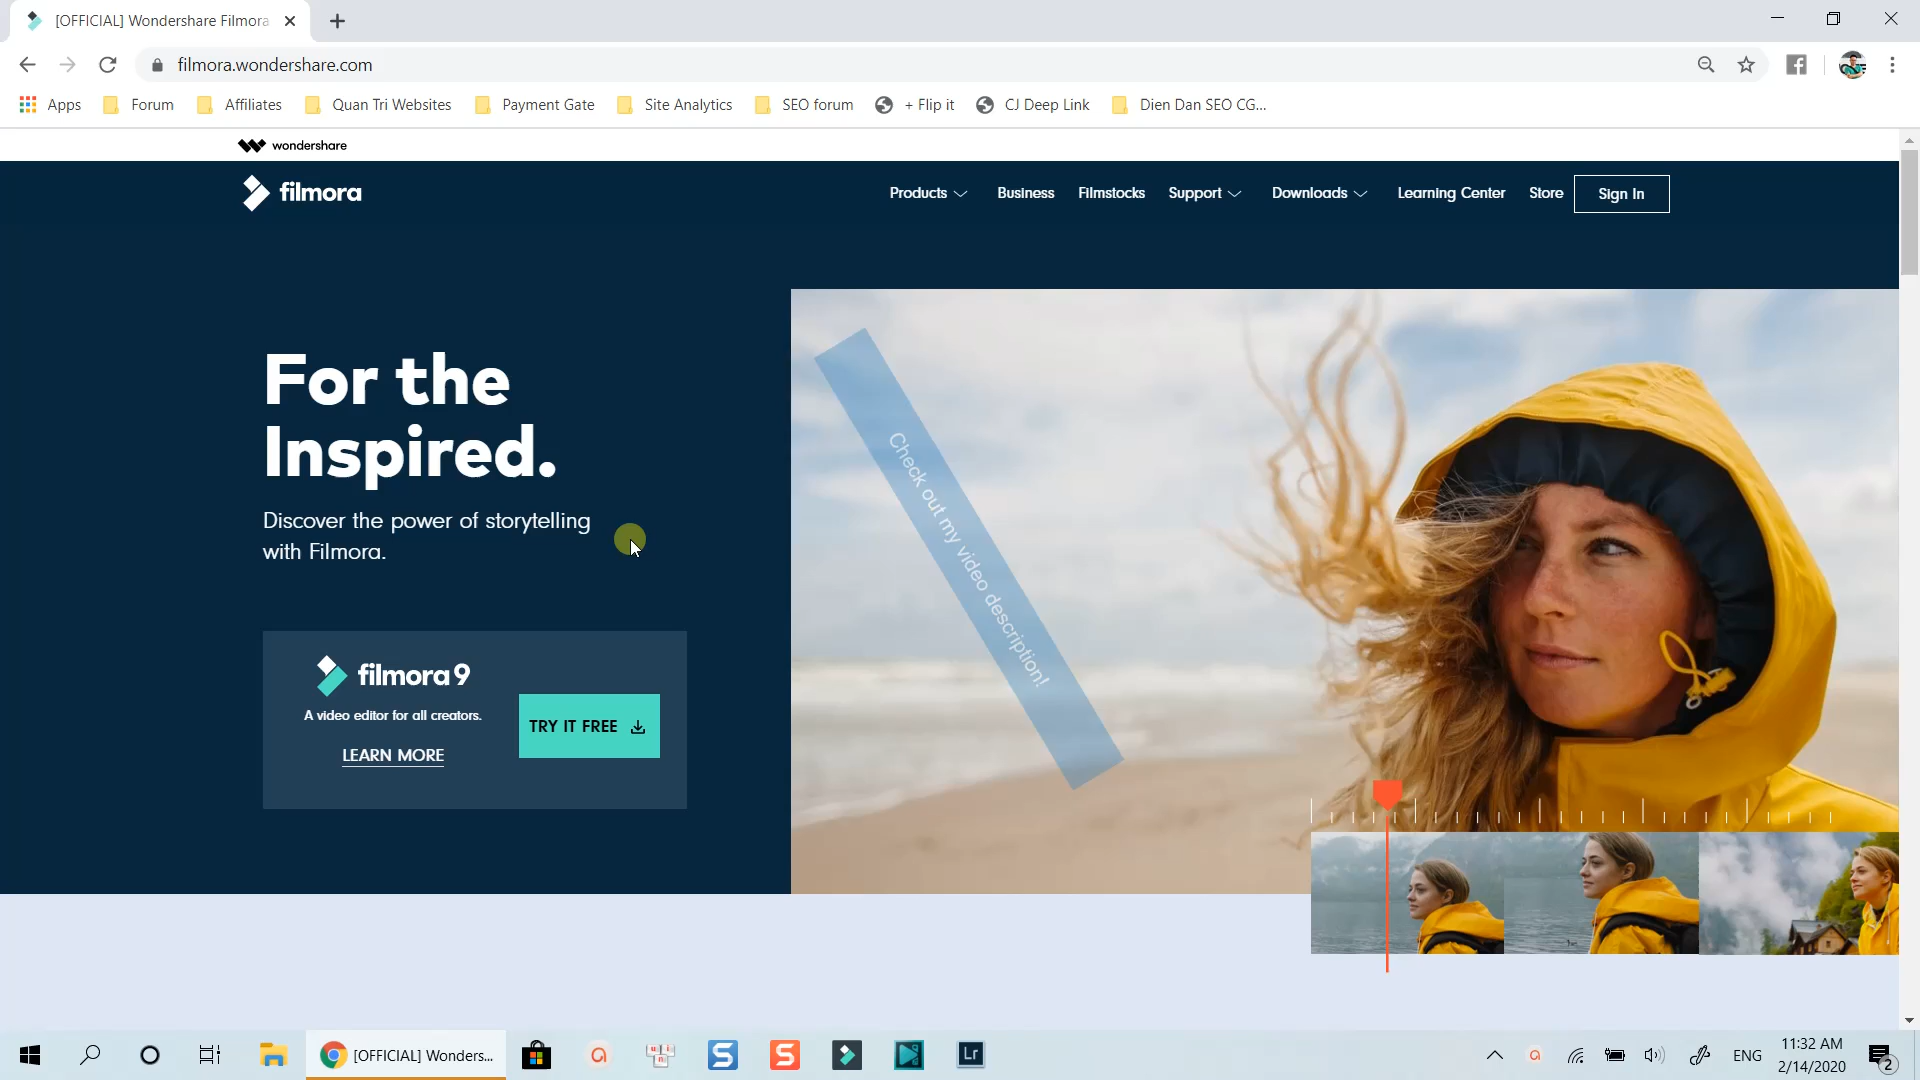 [OFFICIAL] Wondershare Filmora
filmora.wondershare.com
Apps Forum Affiliates Quan Tri Websites Payment Gate Site Analytics SEO forum + Flip it CJ Deep Link Dien Dan SEO CG...
wondershare
filmora Products Business Filmstocks Support Downloads Learning Center Store Sign In
For the
Inspired.
Discover the power of storytelling
with Filmora.
filmora9
A video editor for all creators.
LEARN MORE
TRY IT FREE
Check out my video description!
[OFFICIAL] Wonders...
Lr
ENG
11:32 AM
2/14/2020
2